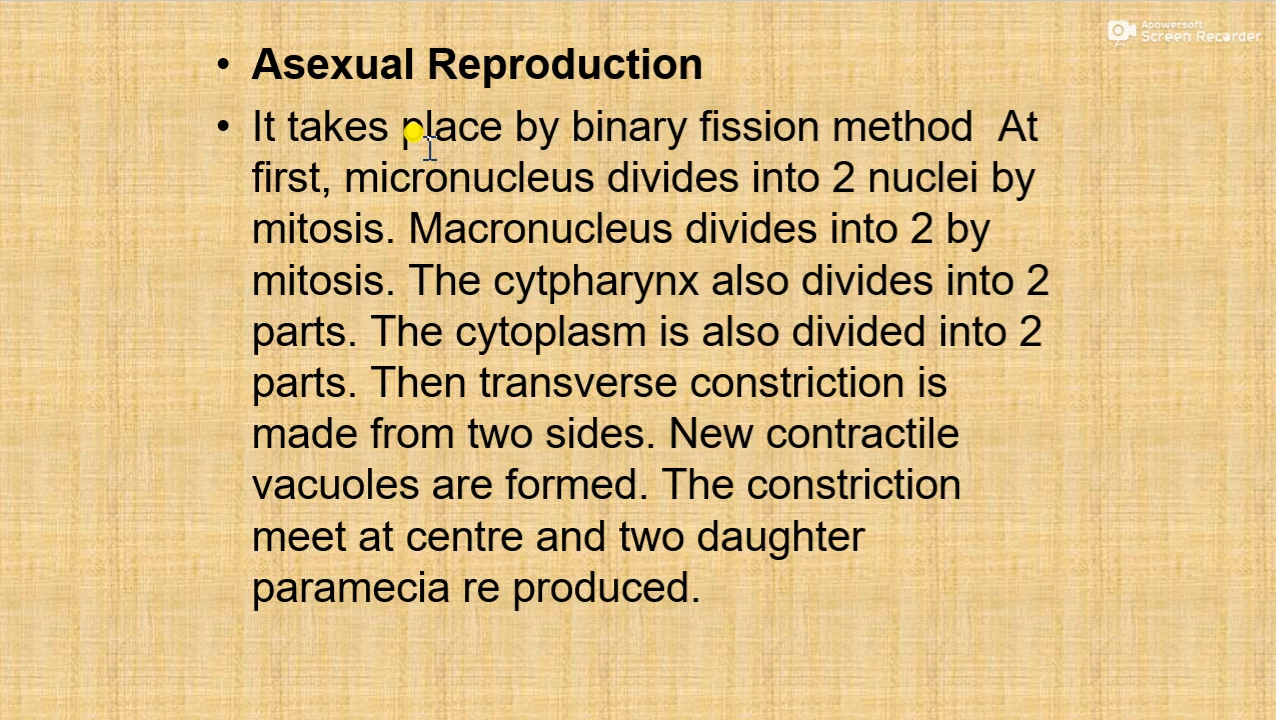 Apowersoft
Screen Recorder
• Asexual Reproduction
• It takes place by binary fission method  At
first, micronucleus divides into 2 nuclei by
mitosis. Macronucleus divides into 2 by
mitosis. The cytpharynx also divides into 2
parts. The cytoplasm is also divided into 2
parts. Then transverse constriction is
made from two sides. New contractile
vacuoles are formed. The constriction
meet at centre and two daughter
paramecia re produced.